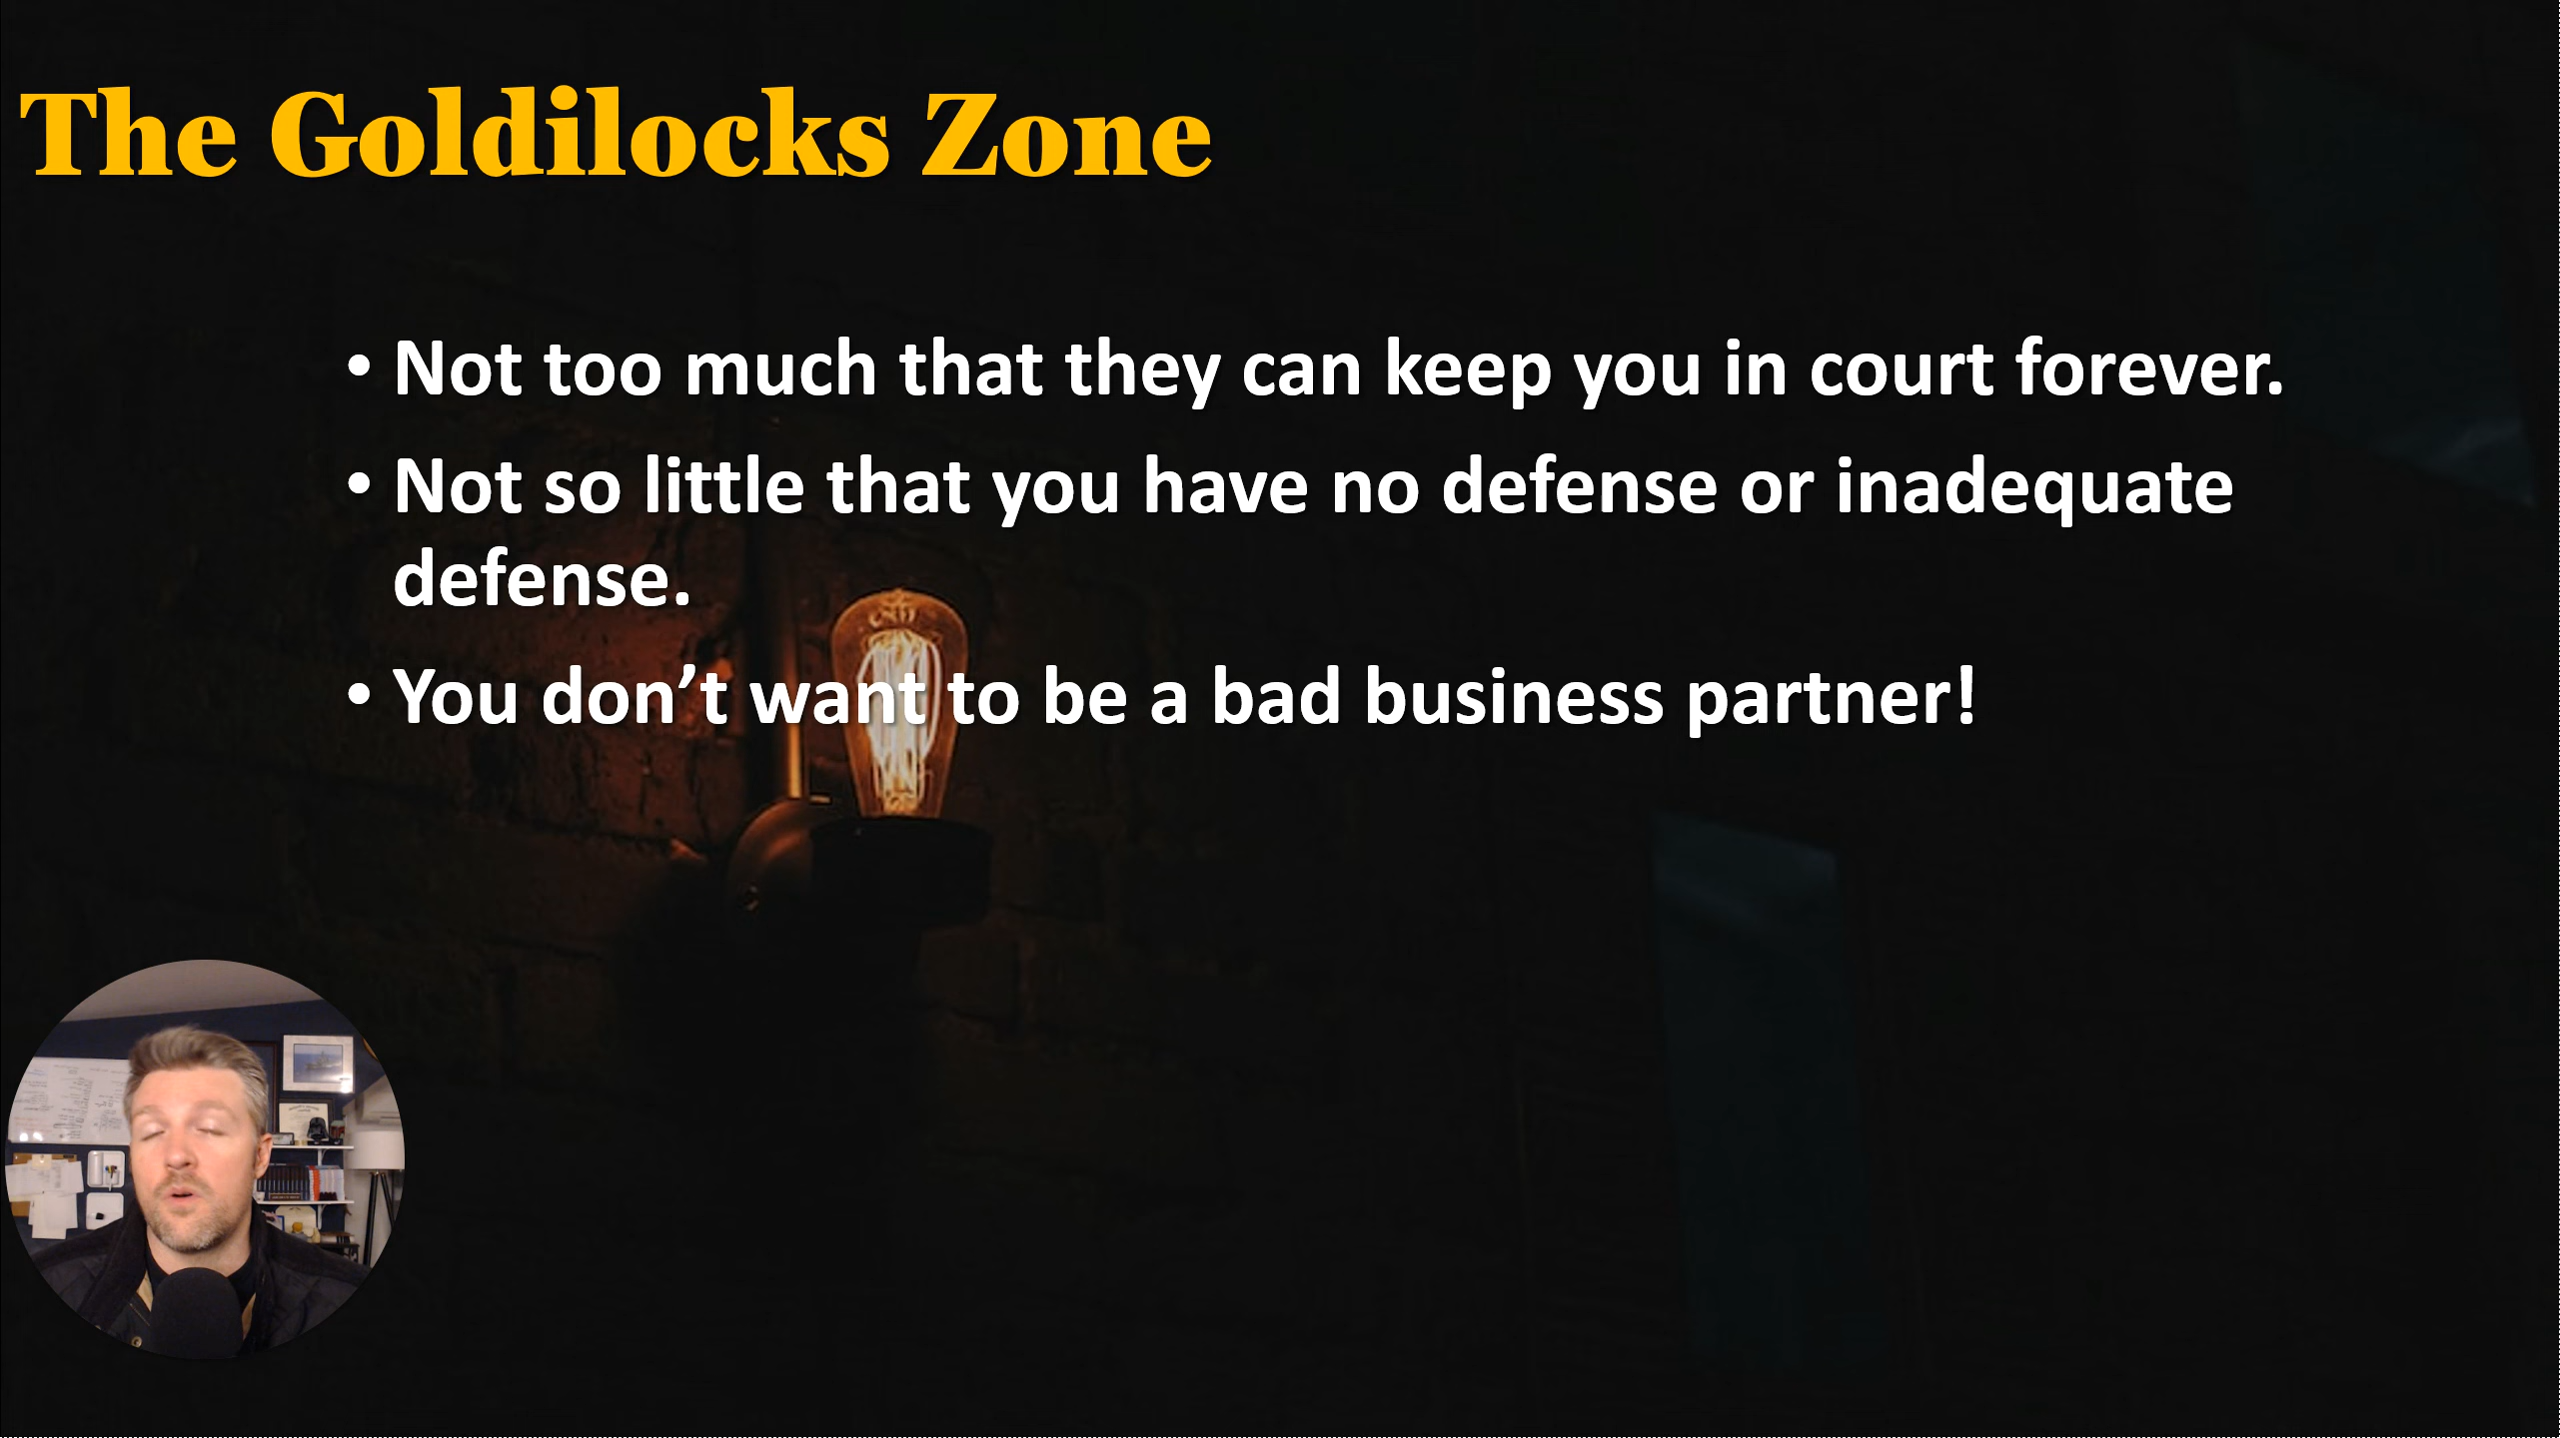 The Goldilocks Zone
• Not too much that they can keep you in court forever.
• Not so little that you have no defense or inadequate
defense.
• You don’t want to be a bad business partner!